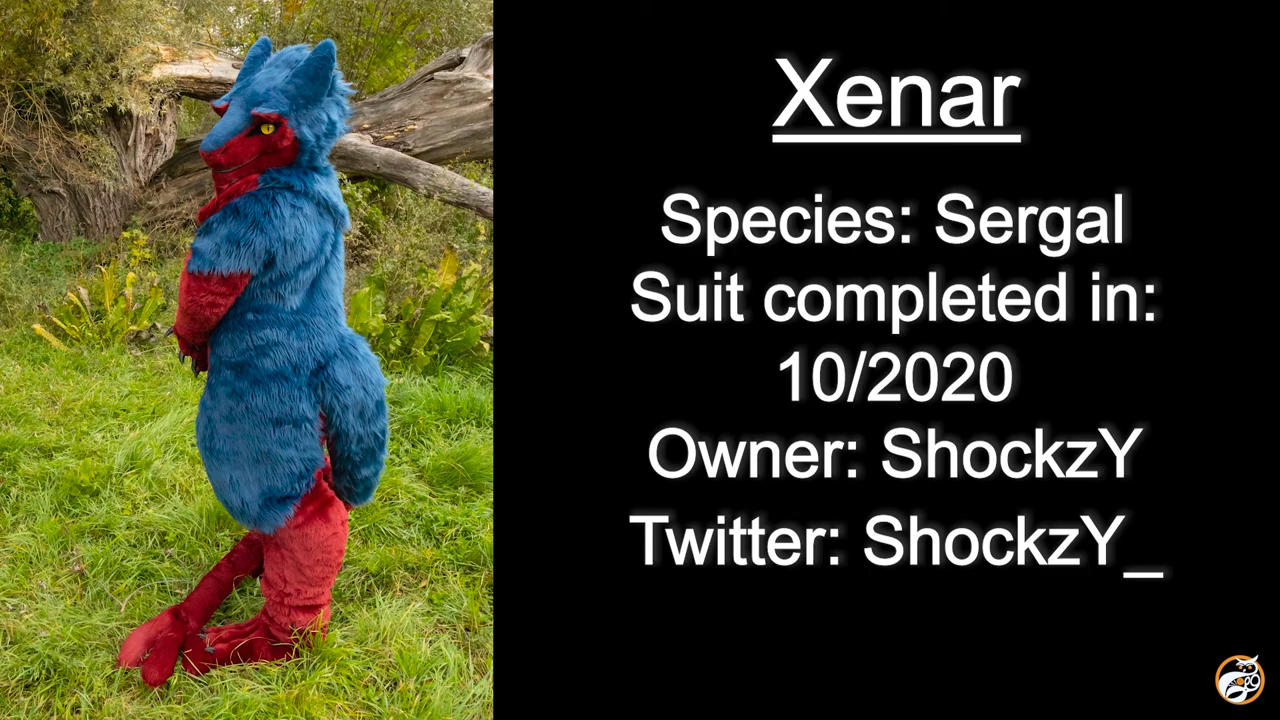 Xenar
Species: Sergal
Suit completed in:
10/2020
Owner: ShockzY
Twitter: ShockzY_